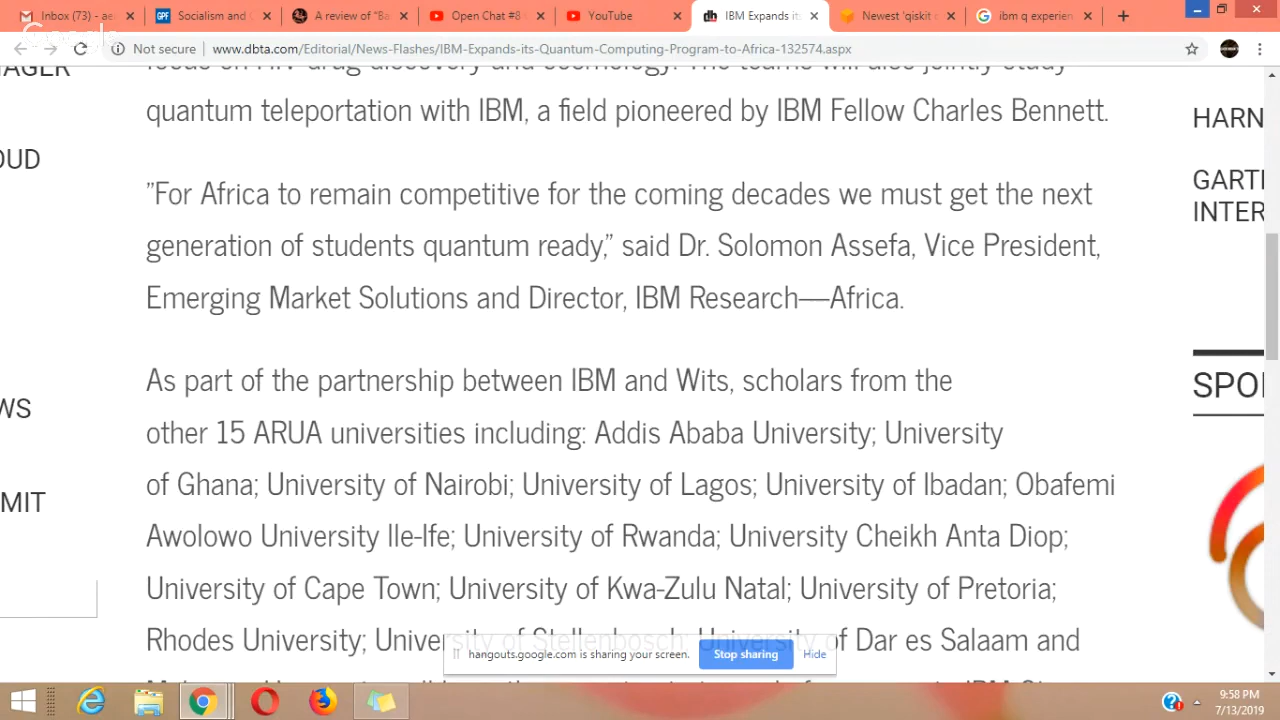 Inbox (73) - ae
Socialism and
A review of "Ba
Open Chat #8
YouTube
IBM Expands its
Newest 'qiskit
ibm q experien
Not secure | www.dbta.com/Editorial/News-Flashes/IBM-Expands-its-Quantum-Computing-Program-to-Africa-132574.aspx
quantum teleportation with IBM, a field pioneered by IBM Fellow Charles Bennett.
"For Africa to remain competitive for the coming decades we must get the next
generation of students quantum ready," said Dr. Solomon Assefa, Vice President,
Emerging Market Solutions and Director, IBM Research—Africa.
As part of the partnership between IBM and Wits, scholars from the
other 15 ARUA universities including: Addis Ababa University; University
of Ghana; University of Nairobi; University of Lagos; University of Ibadan; Obafemi
Awolowo University Ile-Ife; University of Rwanda; University Cheikh Anta Diop;
University of Cape Town; University of Kwa-Zulu Natal; University of Pretoria;
Rhodes University; University of Stellenbosch; University of Dar es Salaam and
HARN
GARTI
INTER
SPO
OUD
WS
MIT
hangouts.google.com is sharing your screen.
Stop sharing
Hide
9:58 PM
7/13/2019